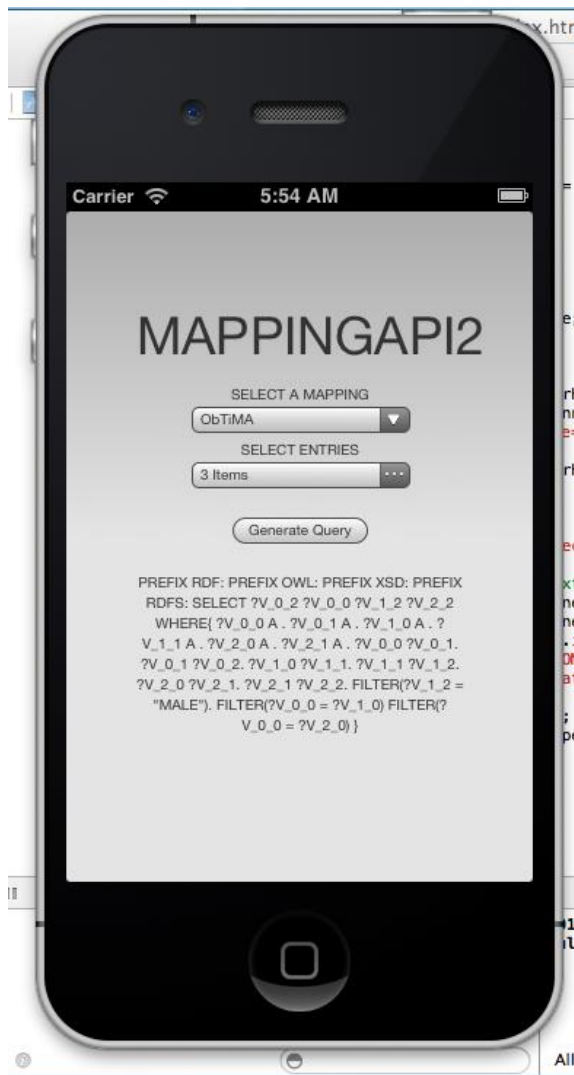 Carrier 5:54 AM
MAPPINGAPI2
SELECT A MAPPING
ObTiMA
SELECT ENTRIES
3 Items
Generate Query
PREFIX RDF: PREFIX OWL: PREFIX XSD: PREFIX
RDFS: SELECT ?V_0_2 ?V_0_0 ?V_1_2 ?V_2_2
WHERE{ ?V_0_0 A . ?V_0_1 A . ?V_1_0 A . ?
V_1_1 A . ?V_2_0 A . ?V_2_1 A . ?V_0_0 ?V_0_1.
?V_0_1 ?V_0_2. ?V_1_0 ?V_1_1. ?V_1_1 ?V_1_2.
?V_2_0 ?V_2_1. ?V_2_1 ?V_2_2. FILTER(?V_1_2 =
"MALE"). FILTER(?V_0_0 = ?V_1_0) FILTER(?
V_0_0 = ?V_2_0) }
All